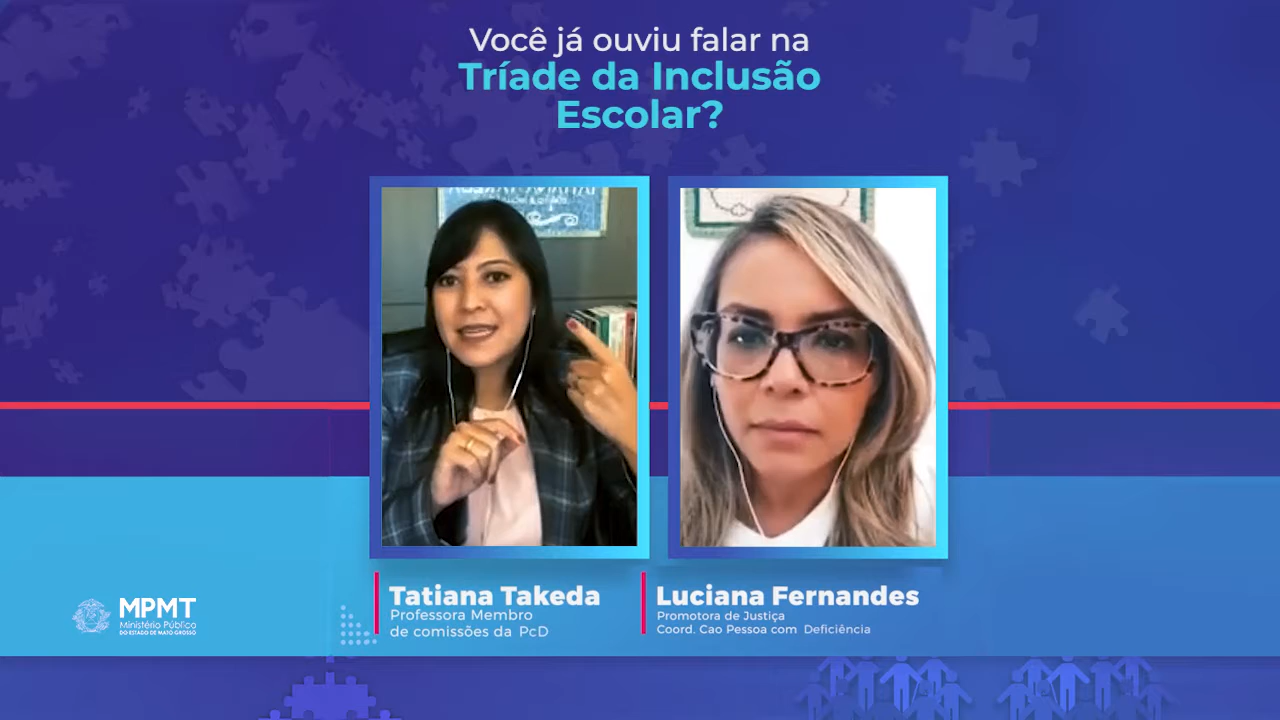 Você já ouviu falar na
Tríade da Inclusão
Escolar?
Tatiana Takeda
Professora Membro
de comissões da PcD
Luciana Fernandes
Promotora de Justiça
Coord. Cao Pessoa com Deficiência
MPMT
Ministério Público
DO ESTADO DE MATO GROSSO